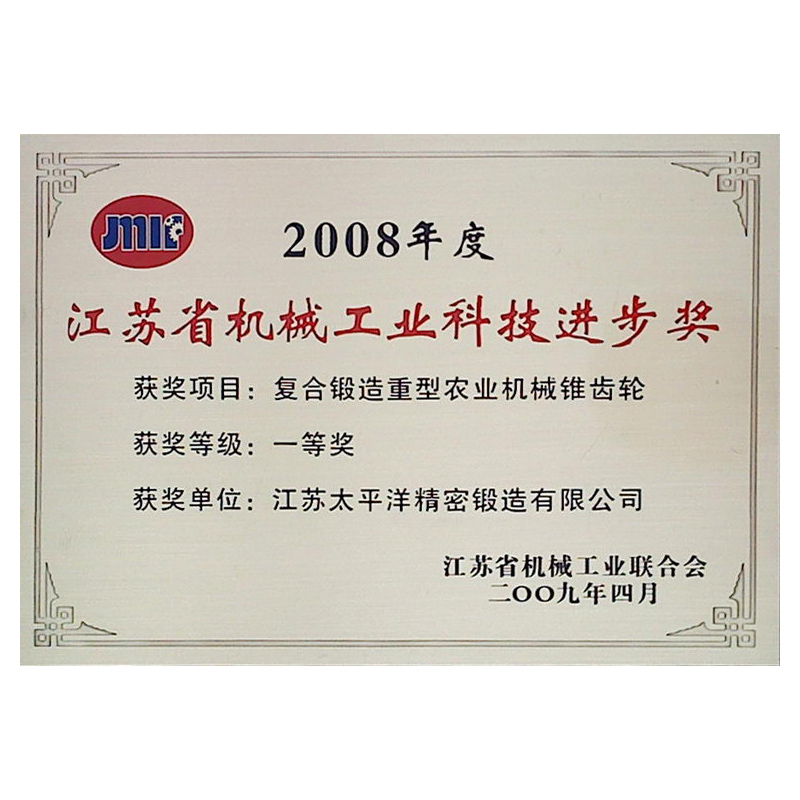 JMIF
2008年度
江苏省机械工业科技进步奖
获奖项目：复合锻造重型农业机械锥齿轮
获奖等级：一等奖
获奖单位：江苏太平洋精密锻造有限公司
江苏省机械工业联合会
二〇〇九年四月